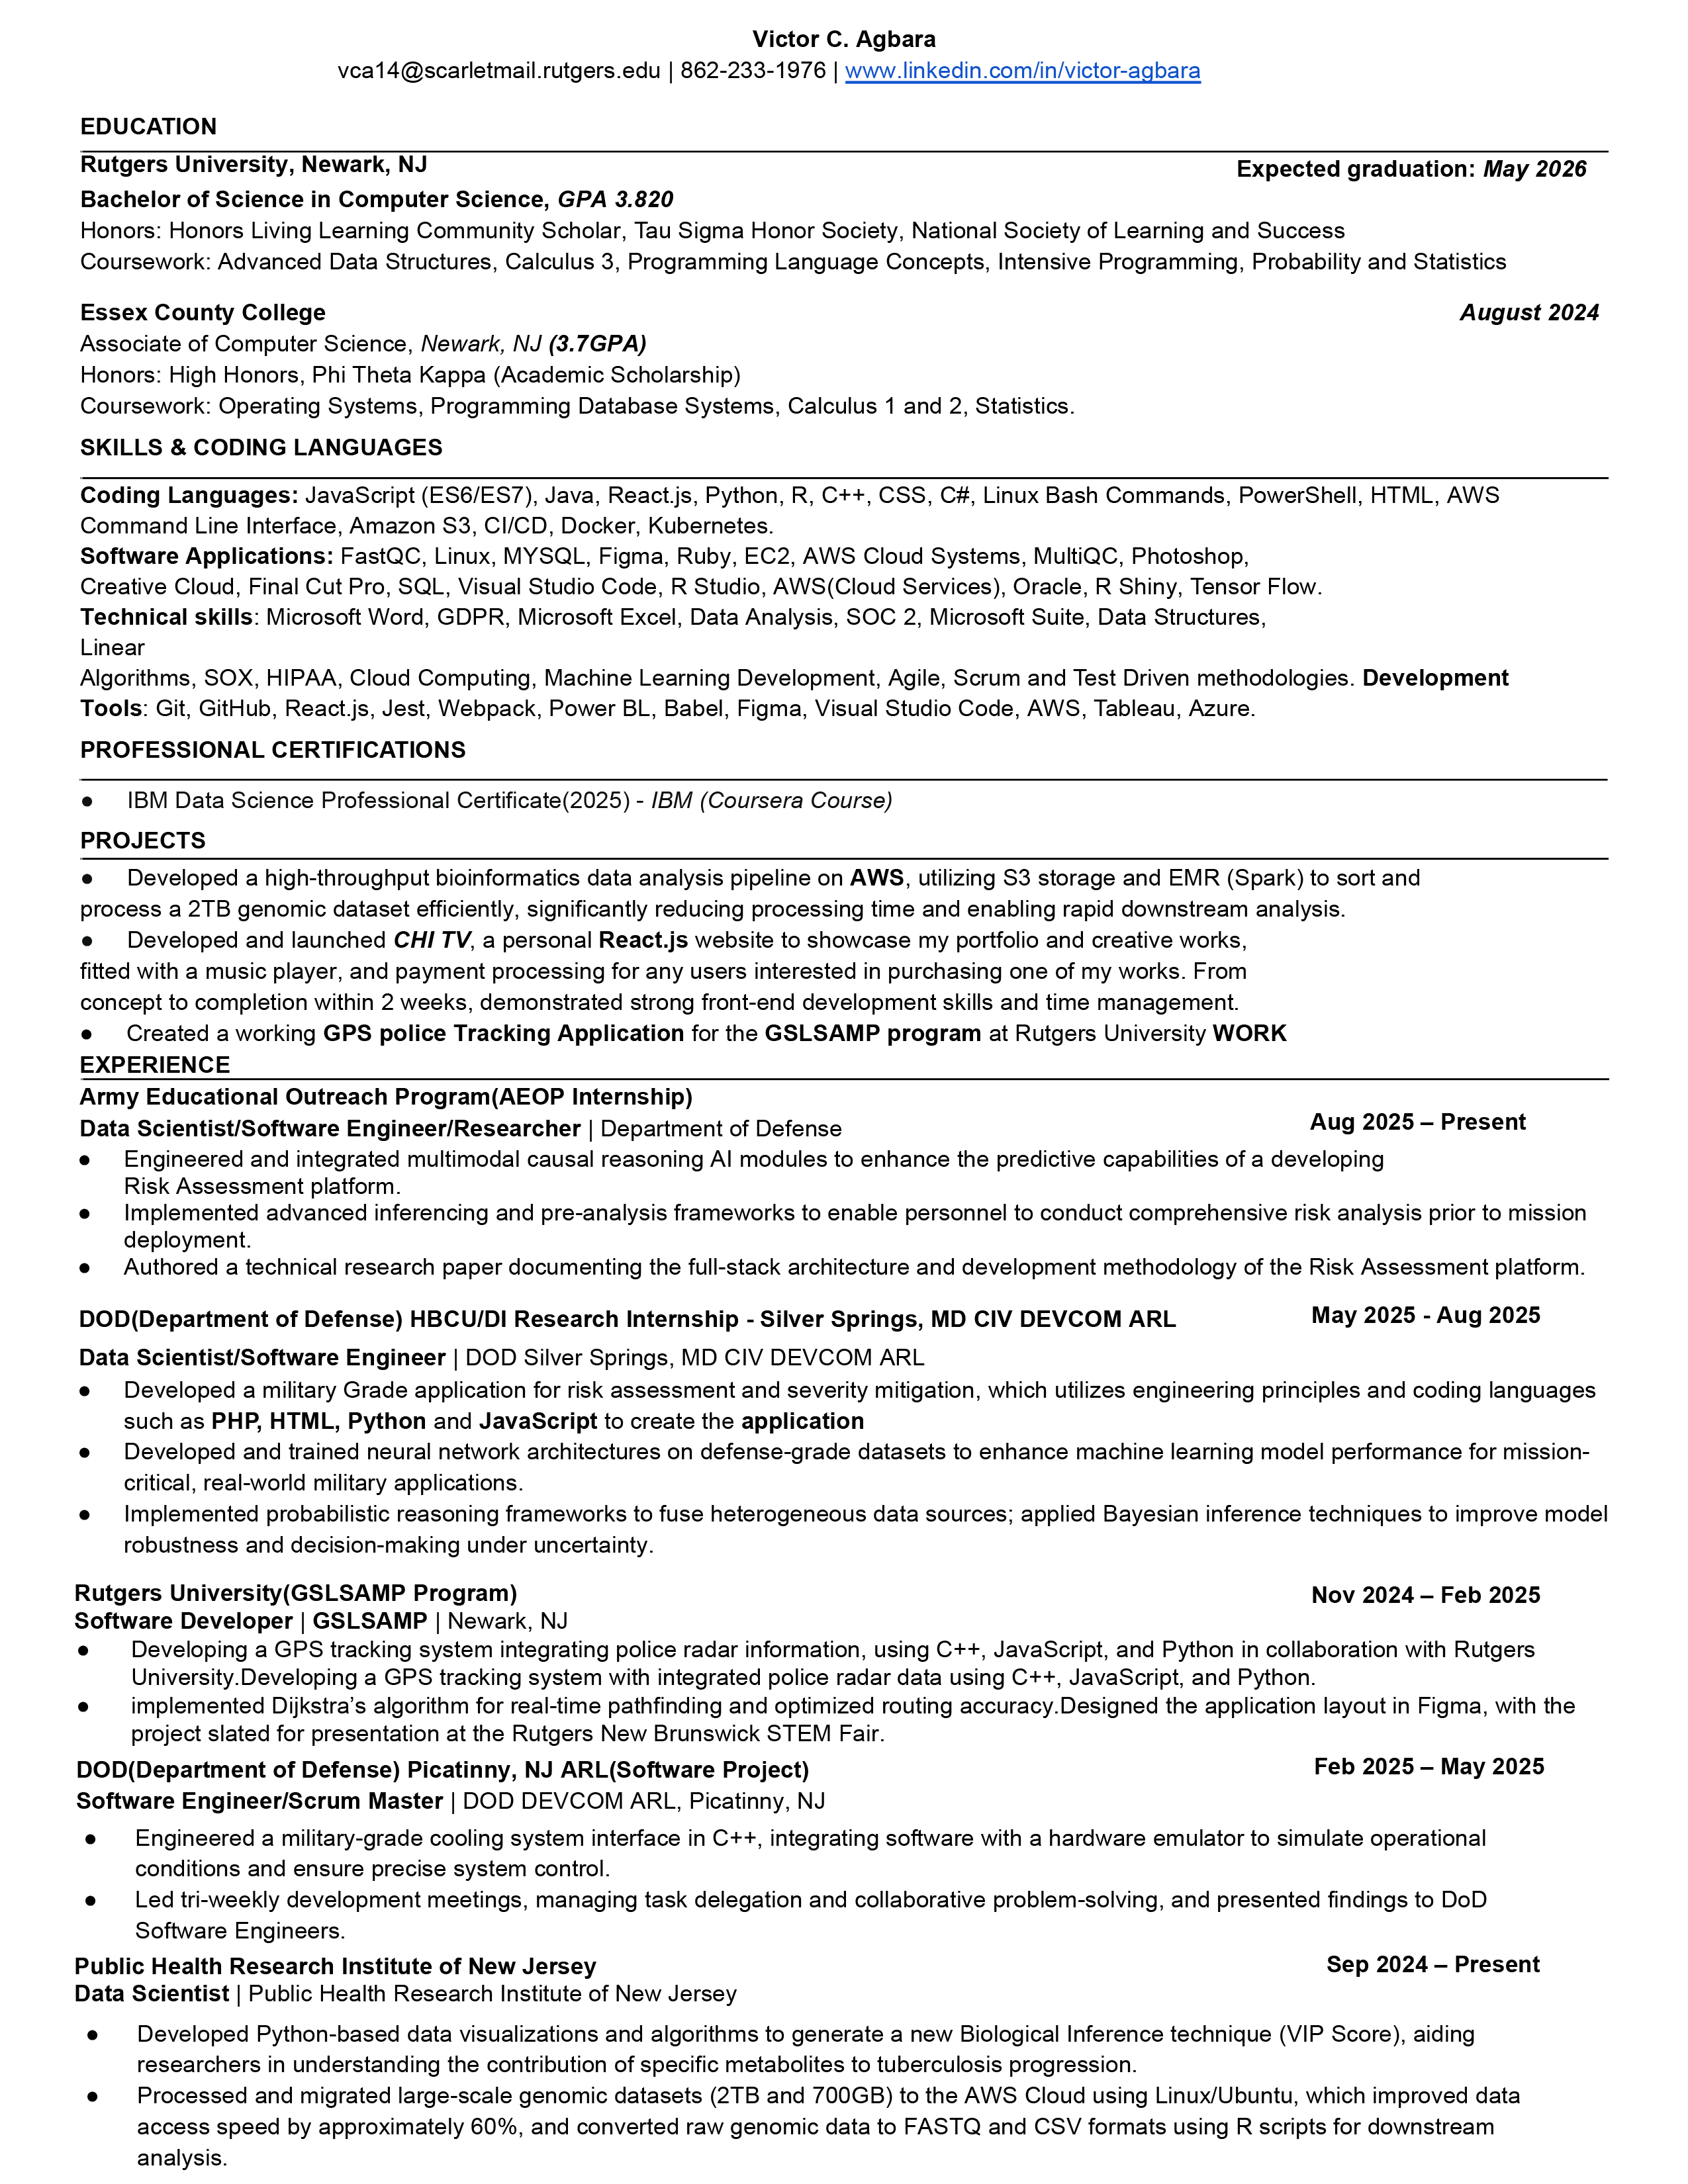 Victor C. Agbara
vca14@scarletmail.rutgers.edu | 862-233-1976 | www.linkedin.com/in/victor-agbara
EDUCATION
Rutgers University, Newark, NJ Expected graduation: May 2026
Bachelor of Science in Computer Science, GPA 3.820
Honors: Honors Living Learning Community Scholar, Tau Sigma Honor Society, National Society of Learning and Success
Coursework: Advanced Data Structures, Calculus 3, Programming Language Concepts, Intensive Programming, Probability and Statistics
Essex County College August 2024
Associate of Computer Science, Newark, NJ (3.7GPA)
Honors: High Honors, Phi Theta Kappa (Academic Scholarship)
Coursework: Operating Systems, Programming Database Systems, Calculus 1 and 2, Statistics.
SKILLS & CODING LANGUAGES
Coding Languages: JavaScript (ES6/ES7), Java, React.js, Python, R, C++, CSS, C#, Linux Bash Commands, PowerShell, HTML, AWS
Command Line Interface, Amazon S3, CI/CD, Docker, Kubernetes.
Software Applications: FastQC, Linux, MYSQL, Figma, Ruby, EC2, AWS Cloud Systems, MultiQC, Photoshop,
Creative Cloud, Final Cut Pro, SQL, Visual Studio Code, R Studio, AWS(Cloud Services), Oracle, R Shiny, Tensor Flow.
Technical skills: Microsoft Word, GDPR, Microsoft Excel, Data Analysis, SOC 2, Microsoft Suite, Data Structures,
Linear
Algorithms, SOX, HIPAA, Cloud Computing, Machine Learning Development, Agile, Scrum and Test Driven methodologies. Development
Tools: Git, GitHub, React.js, Jest, Webpack, Power BL, Babel, Figma, Visual Studio Code, AWS, Tableau, Azure.
PROFESSIONAL CERTIFICATIONS
● IBM Data Science Professional Certificate(2025) - IBM (Coursera Course)
PROJECTS
● Developed a high-throughput bioinformatics data analysis pipeline on AWS, utilizing S3 storage and EMR (Spark) to sort and
process a 2TB genomic dataset efficiently, significantly reducing processing time and enabling rapid downstream analysis.
● Developed and launched CHI TV, a personal React.js website to showcase my portfolio and creative works,
fitted with a music player, and payment processing for any users interested in purchasing one of my works. From
concept to completion within 2 weeks, demonstrated strong front-end development skills and time management.
● Created a working GPS police Tracking Application for the GSLSAMP program at Rutgers University WORK
EXPERIENCE
Army Educational Outreach Program(AEOP Internship)
Data Scientist/Software Engineer/Researcher | Department of Defense Aug 2025 – Present
● Engineered and integrated multimodal causal reasoning AI modules to enhance the predictive capabilities of a developing
Risk Assessment platform.
● Implemented advanced inferencing and pre-analysis frameworks to enable personnel to conduct comprehensive risk analysis prior to mission
deployment.
● Authored a technical research paper documenting the full-stack architecture and development methodology of the Risk Assessment platform.
DOD(Department of Defense) HBCU/DI Research Internship - Silver Springs, MD CIV DEVCOM ARL May 2025 - Aug 2025
Data Scientist/Software Engineer | DOD Silver Springs, MD CIV DEVCOM ARL
● Developed a military Grade application for risk assessment and severity mitigation, which utilizes engineering principles and coding languages
such as PHP, HTML, Python and JavaScript to create the application
● Developed and trained neural network architectures on defense-grade datasets to enhance machine learning model performance for mission-
critical, real-world military applications.
● Implemented probabilistic reasoning frameworks to fuse heterogeneous data sources; applied Bayesian inference techniques to improve model
robustness and decision-making under uncertainty.
Rutgers University(GSLSAMP Program) Nov 2024 – Feb 2025
Software Developer | GSLSAMP | Newark, NJ
● Developing a GPS tracking system integrating police radar information, using C++, JavaScript, and Python in collaboration with Rutgers
University.Developing a GPS tracking system with integrated police radar data using C++, JavaScript, and Python.
● implemented Dijkstra’s algorithm for real-time pathfinding and optimized routing accuracy.Designed the application layout in Figma, with the
project slated for presentation at the Rutgers New Brunswick STEM Fair.
DOD(Department of Defense) Picatinny, NJ ARL(Software Project) Feb 2025 – May 2025
Software Engineer/Scrum Master | DOD DEVCOM ARL, Picatinny, NJ
● Engineered a military-grade cooling system interface in C++, integrating software with a hardware emulator to simulate operational
conditions and ensure precise system control.
● Led tri-weekly development meetings, managing task delegation and collaborative problem-solving, and presented findings to DoD
Software Engineers.
Public Health Research Institute of New Jersey Sep 2024 – Present
Data Scientist | Public Health Research Institute of New Jersey
● Developed Python-based data visualizations and algorithms to generate a new Biological Inference technique (VIP Score), aiding
researchers in understanding the contribution of specific metabolites to tuberculosis progression.
● Processed and migrated large-scale genomic datasets (2TB and 700GB) to the AWS Cloud using Linux/Ubuntu, which improved data
access speed by approximately 60%, and converted raw genomic data to FASTQ and CSV formats using R scripts for downstream
analysis.